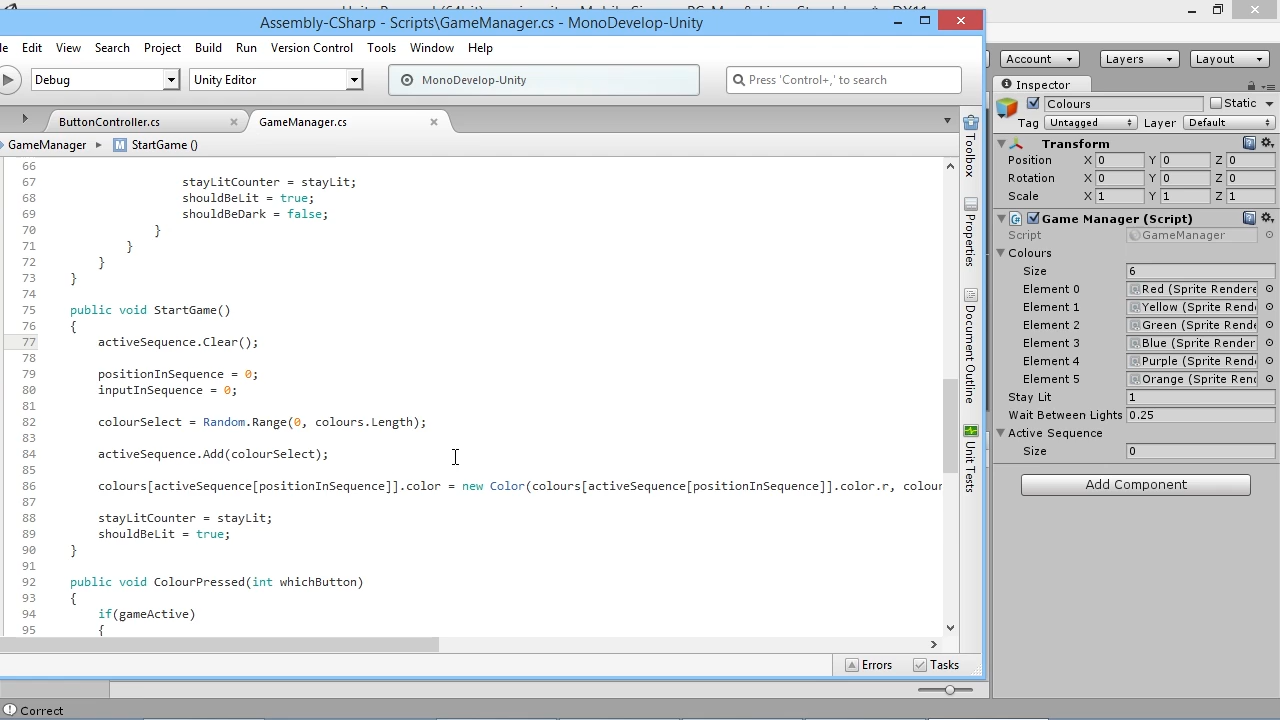 Assembly-CSharp - Scripts\GameManager.cs - MonoDevelop-Unity
Edit View Search Project Build Run Version Control Tools Window Help
Debug
Unity Editor
MonoDevelop-Unity
Press 'Control+,' to search
ButtonController.cs
GameManager.cs
GameManager
StartGame ()
66
67 stayLitCounter = stayLit;
68 shouldBeLit = true;
69 shouldBeDark = false;
70 }
71 }
72 }
73 }
74
75 public void StartGame()
76 {
77 activeSequence.Clear();
78
79 positionInSequence = 0;
80 inputInSequence = 0;
81
82 colourSelect = Random.Range(0, colours.Length);
83
84 activeSequence.Add(colourSelect);
85
86 colours[activeSequence[positionInSequence]].color = new Color(colours[activeSequence[positionInSequence]].color.r, colour
87
88 stayLitCounter = stayLit;
89 shouldBeLit = true;
90 }
91
92 public void ColourPressed(int whichButton)
93 {
94 if(gameActive)
95 {
Toolbox
Properties
Document Outline
Unit Tests
Errors
Tasks
Correct
Account
Layers
Layout
Inspector
Colours
Static
Tag Untagged Layer Default
Transform
Position X 0 Y 0 Z 0
Rotation X 0 Y 0 Z 0
Scale X 1 Y 1 Z 1
Game Manager (Script)
Script GameManager
Colours
Size 6
Element 0 Red (Sprite Rendere
Element 1 Yellow (Sprite Rende
Element 2 Green (Sprite Rende
Element 3 Blue (Sprite Render
Element 4 Purple (Sprite Rend
Element 5 Orange (Sprite Rend
Stay Lit 1
Wait Between Lights 0.25
Active Sequence
Size 0
Add Component